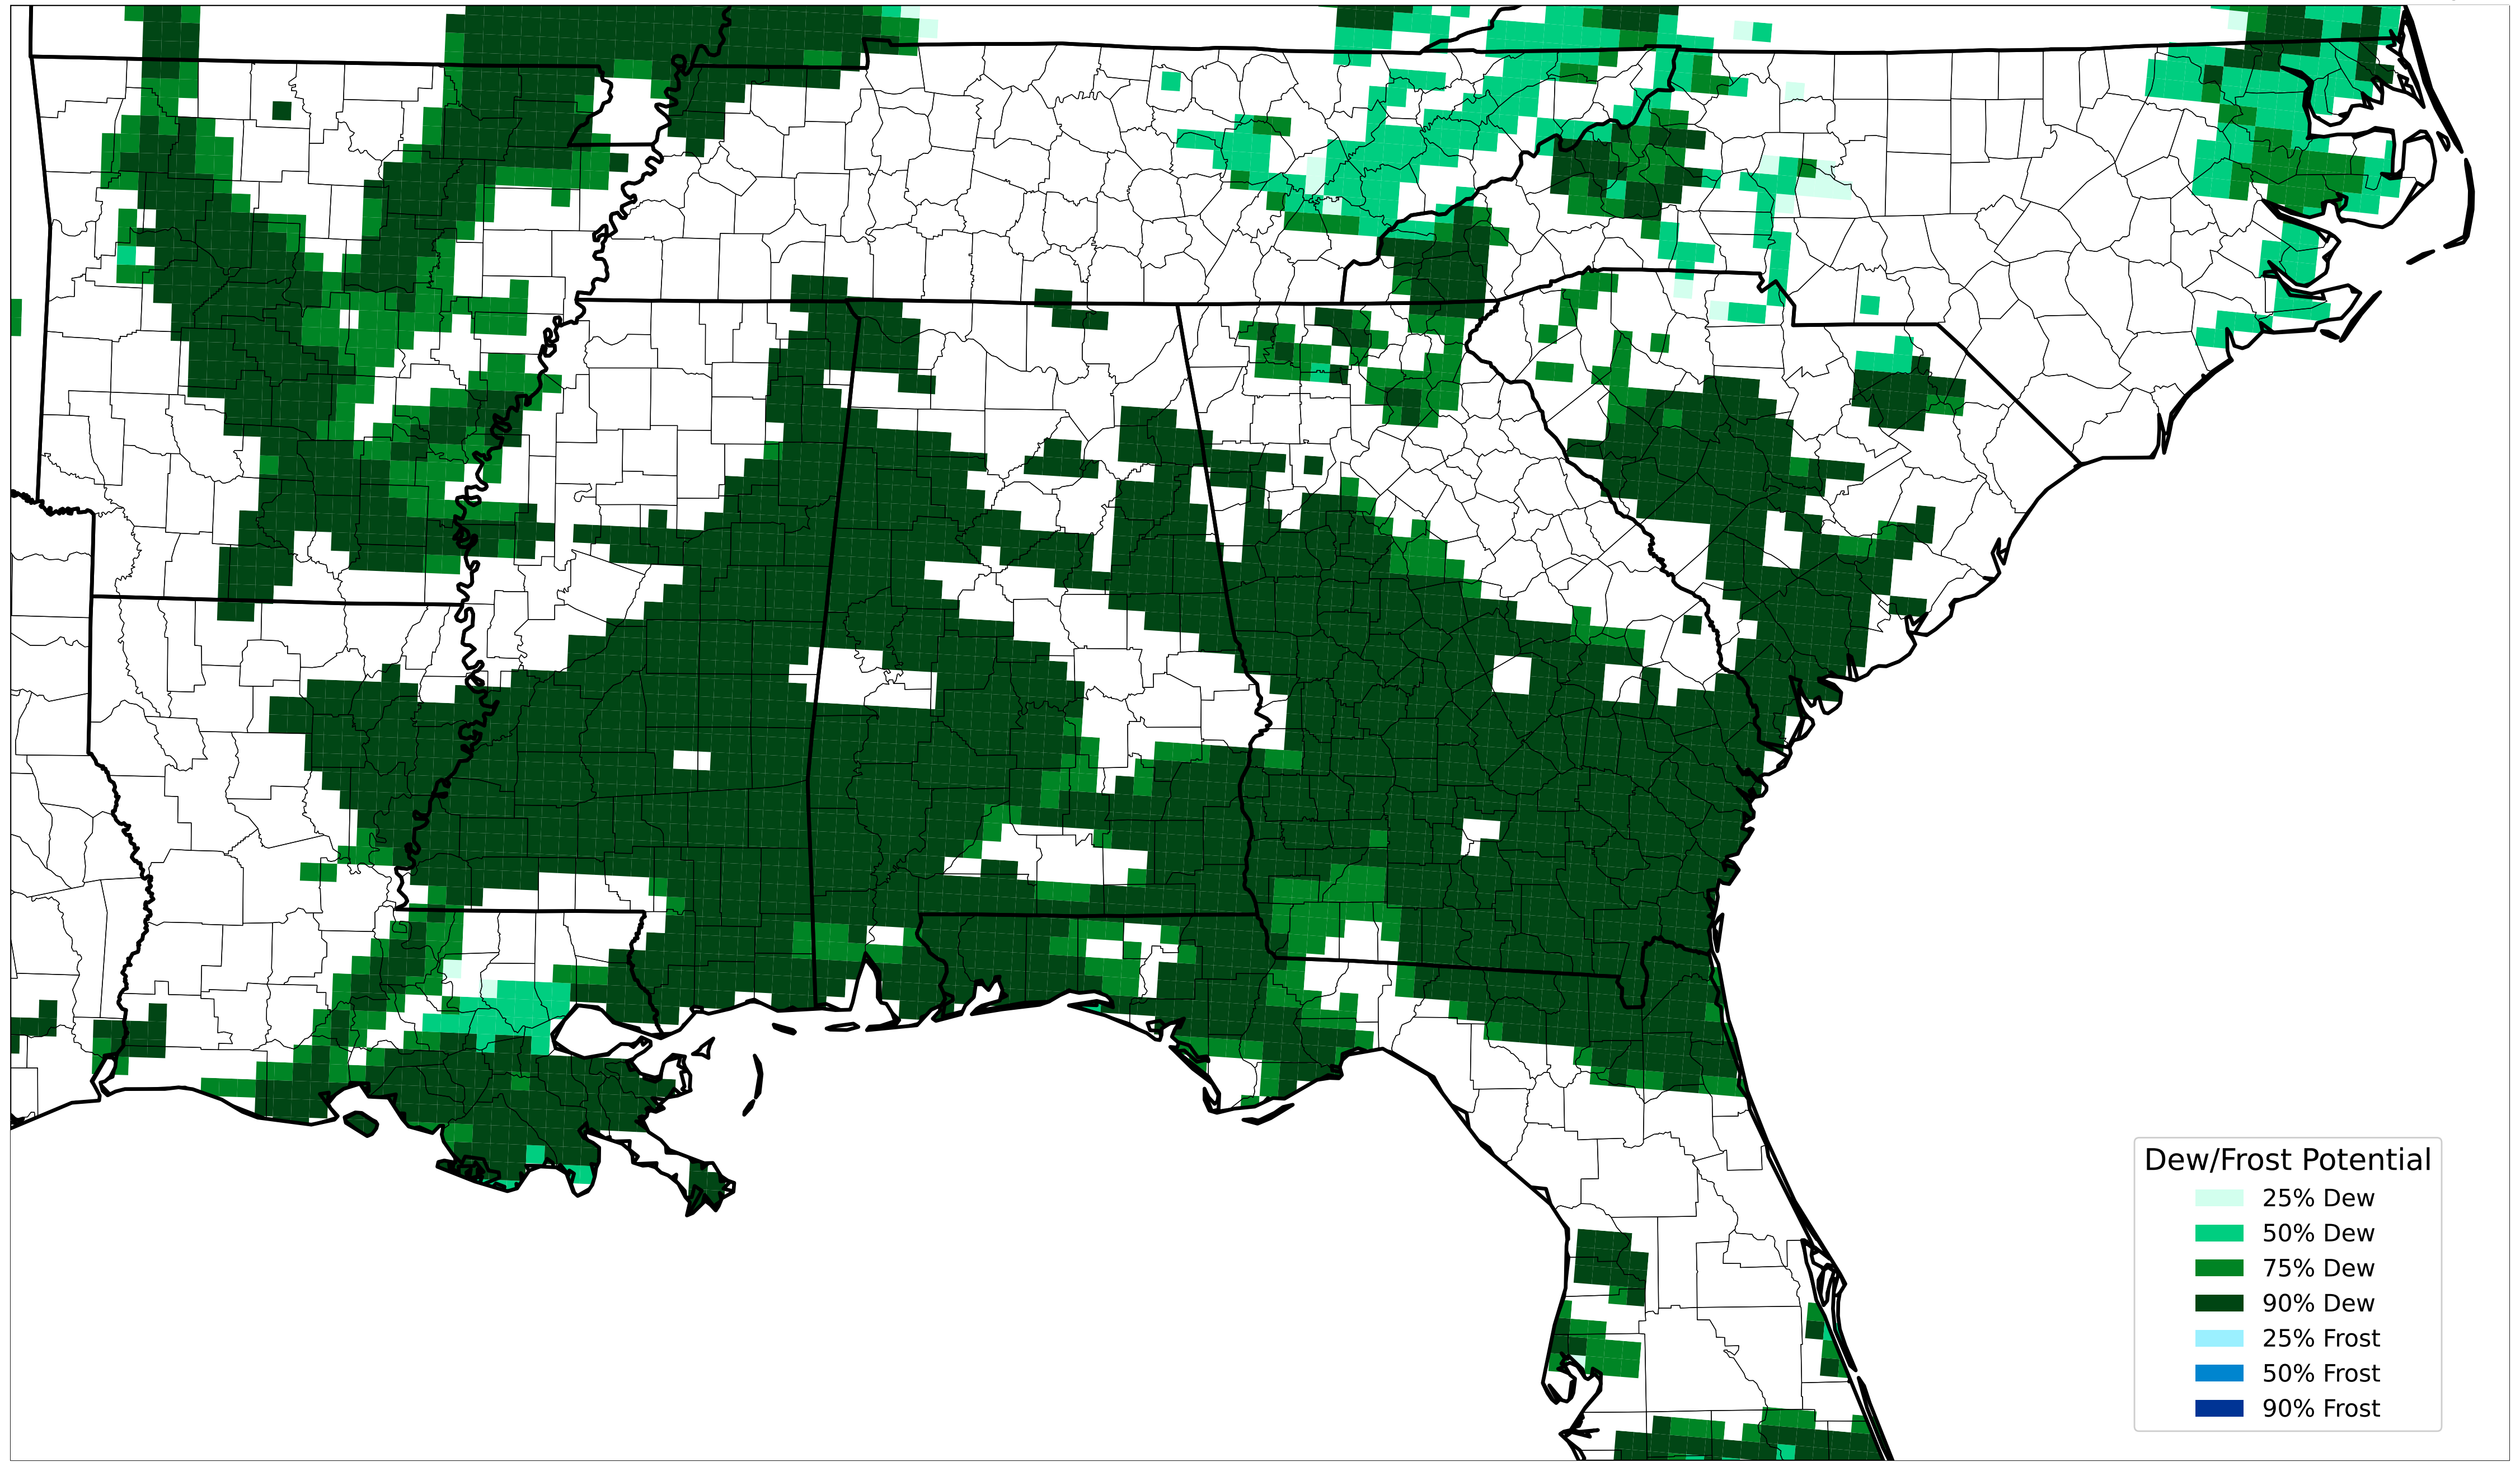 Dew/Frost Potential
25% Dew
50% Dew
75% Dew
90% Dew
25% Frost
50% Frost
90% Frost